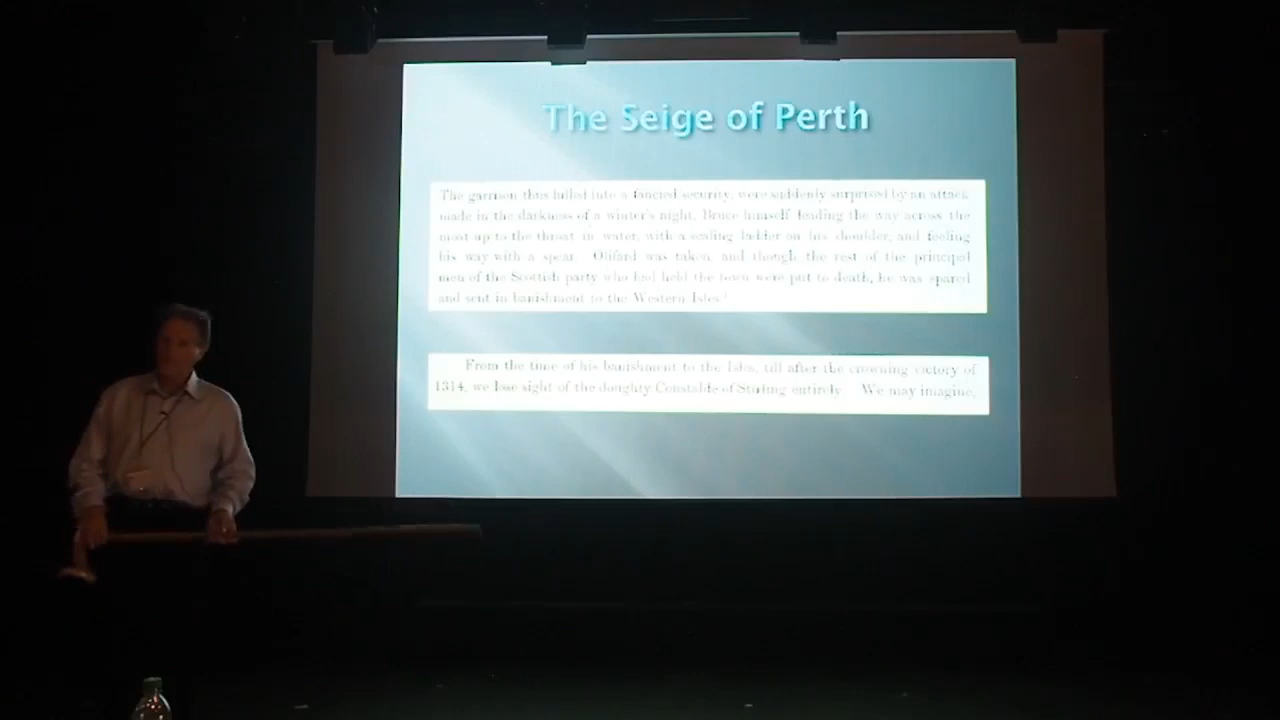 The Seige of Perth
The garrison thus lulled into a fancied security, were suddenly surprised by an attack
made in the darkness of a winter's night, Bruce himself leading the way across the
moat up to the throat in water, with a scaling ladder on his shoulder, and feeling
his way with a spear. Olifard was taken, and though the rest of the principal
men of the Scottish party who had held the town were put to death, he was spared
and sent in banishment to the Western Isles.
From the time of his banishment to the Isles, till after the crowning victory of
1314, we lose sight of the doughty Constable of Stirling entirely. We may imagine,